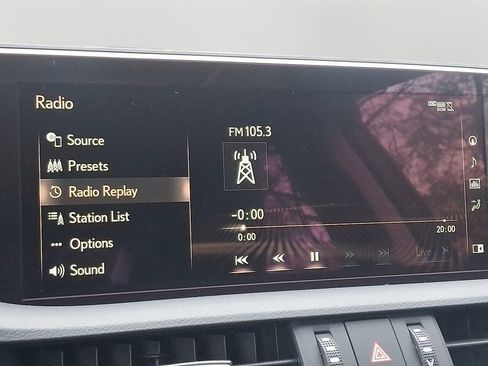 Radio
Source
Presets
Radio Replay
Station List
Options
Sound
FM 105.3
-0:00
0:00
20:00
Live
DCM